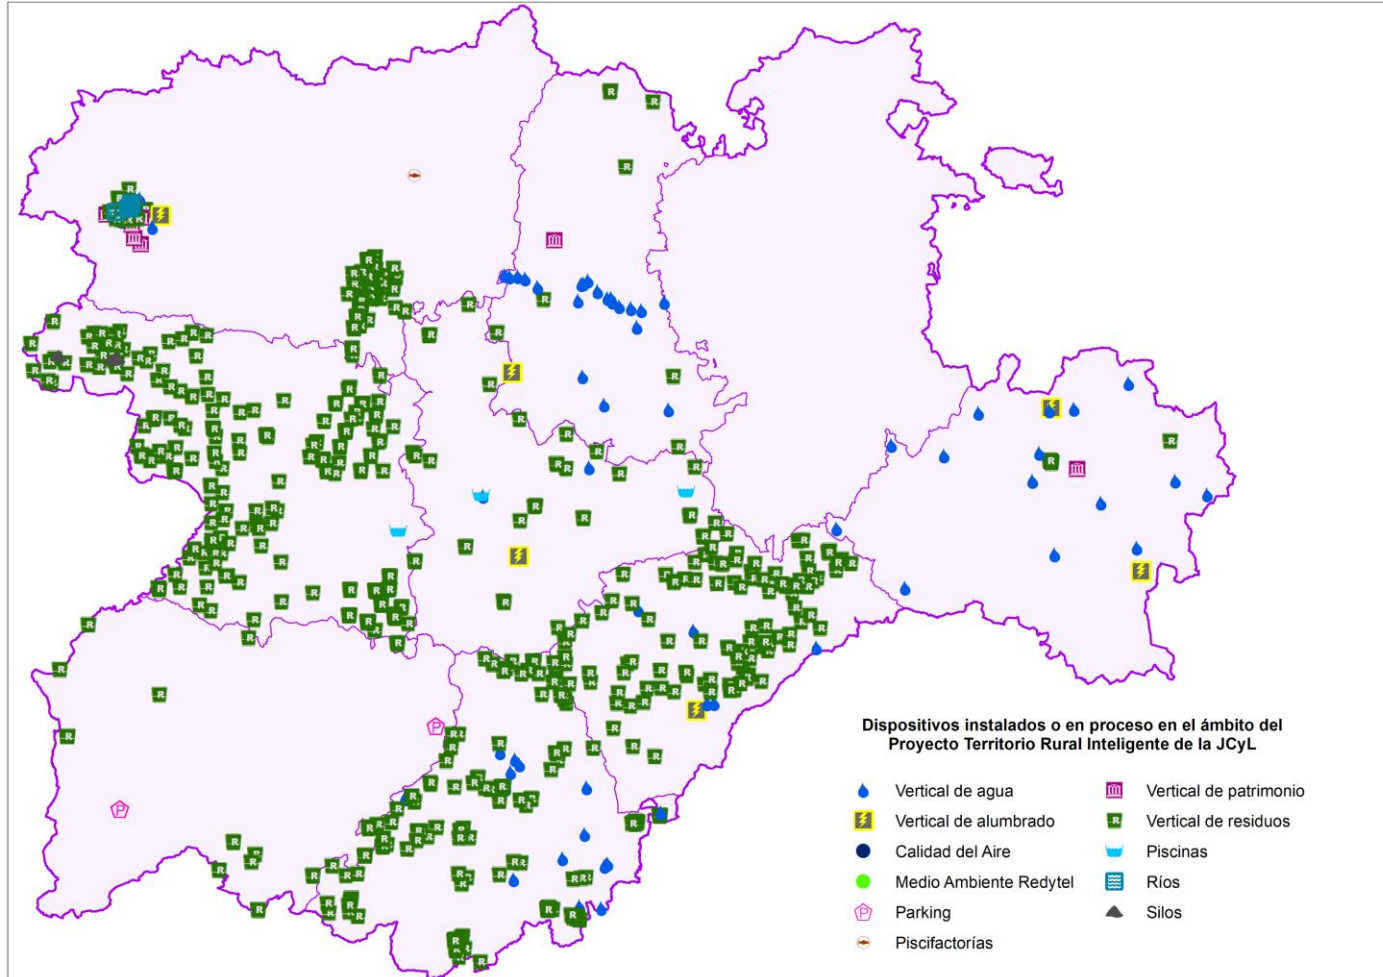 Dispositivos instalados o en proceso en el ámbito del
Proyecto Territorio Rural Inteligente de la JCyL
Vertical de agua
Vertical de alumbrado
Calidad del Aire
Medio Ambiente Redytel
Parking
Piscifactorías
Vertical de patrimonio
Vertical de residuos
Piscinas
Ríos
Silos